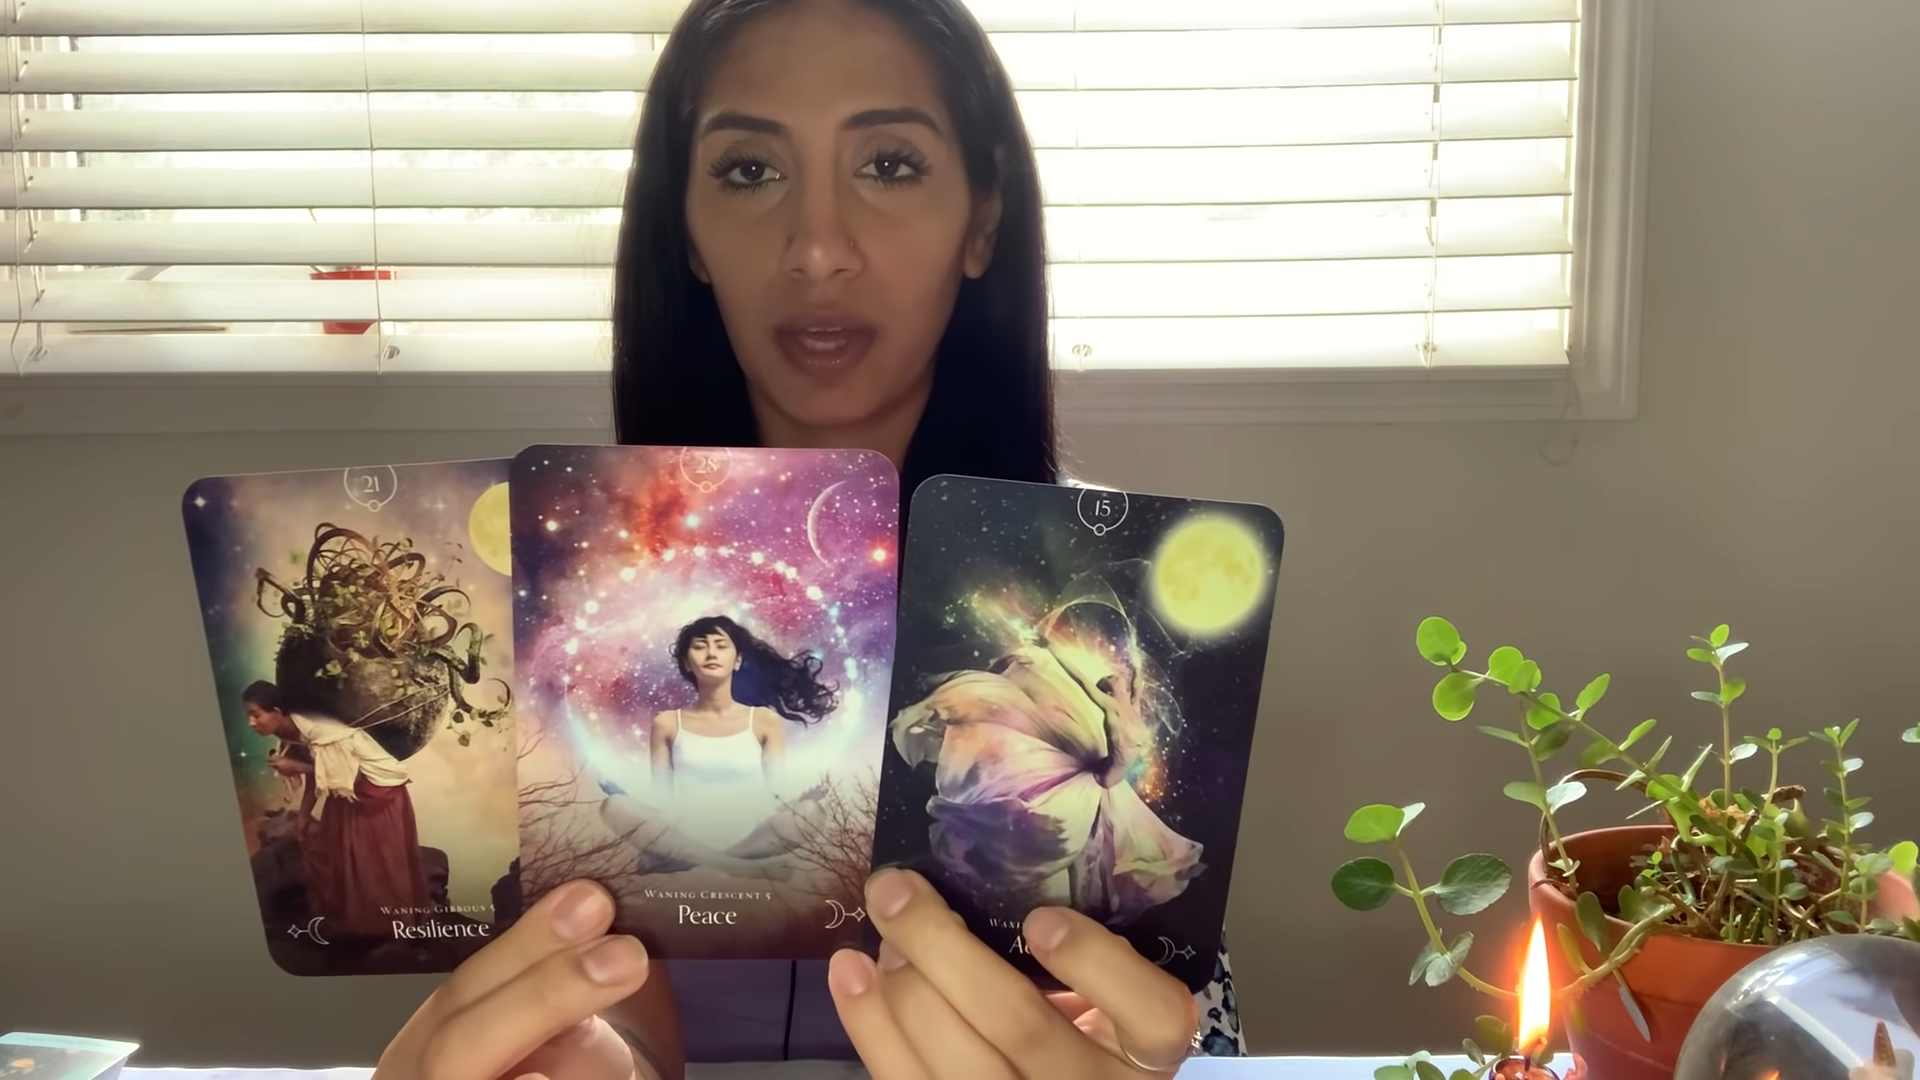 21
WANING GIBBOUS 5
Resilience
28
WANING CRESCENT 5
Peace
15